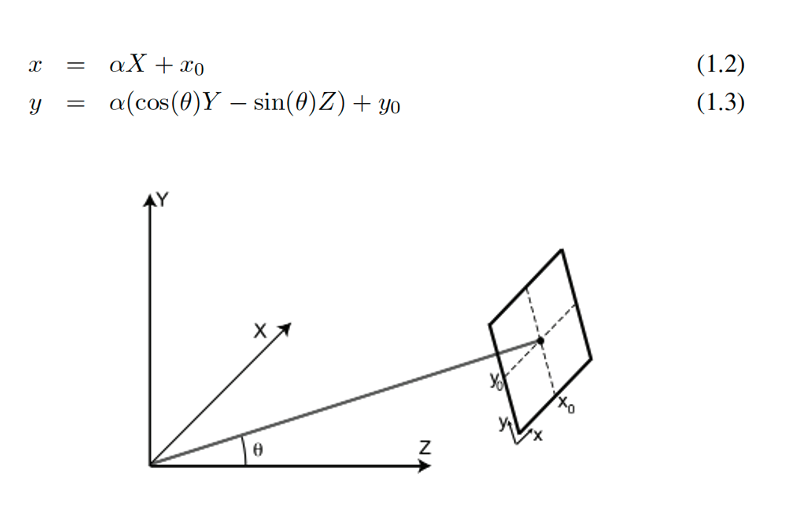 x = αX + x₀ (1.2)
y = α(cos(θ)Y − sin(θ)Z) + y₀ (1.3)
Y
X
y₀
x₀
Z
θ
y
x